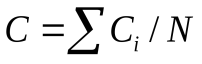 C = ∑ C_i / N